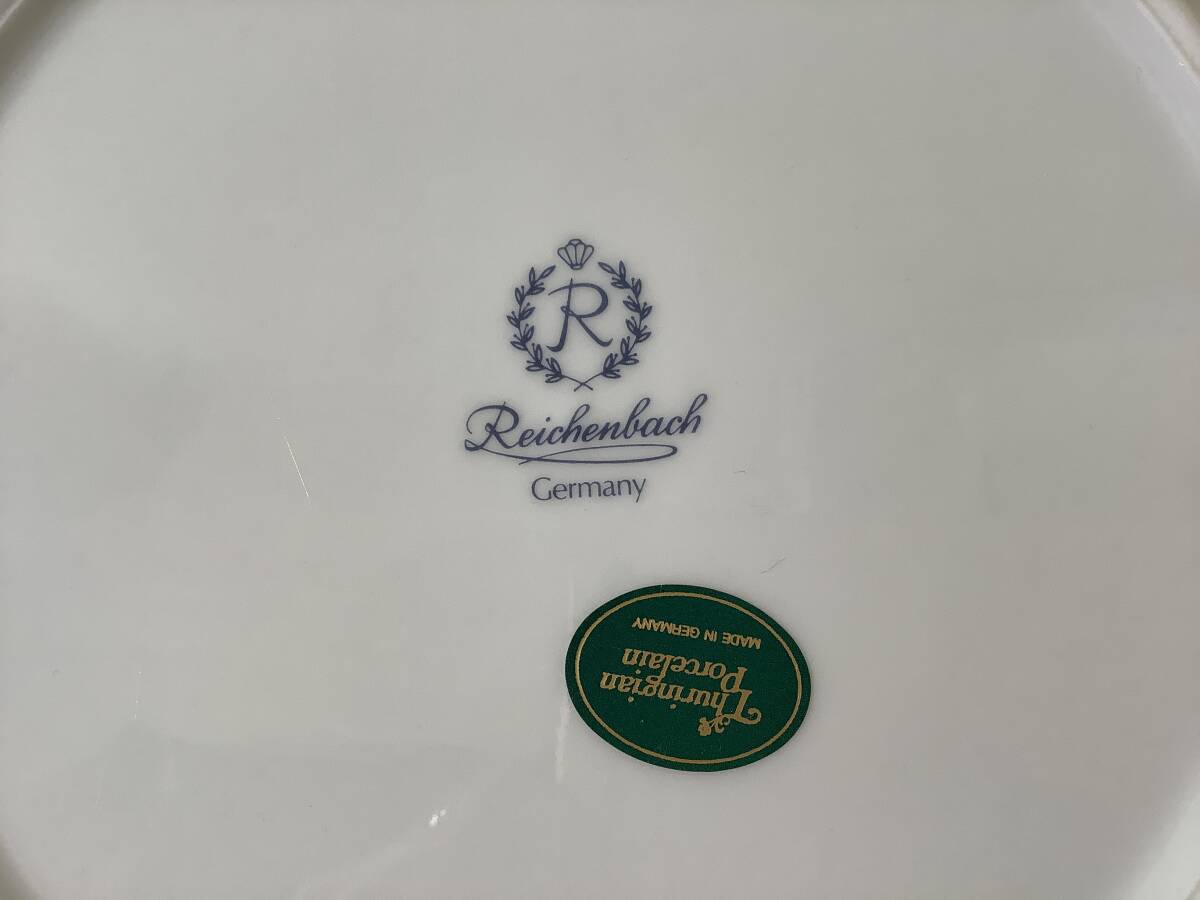 R
Reichenbach
Germany
Thuringian
Porcelain
MADE IN GERMANY